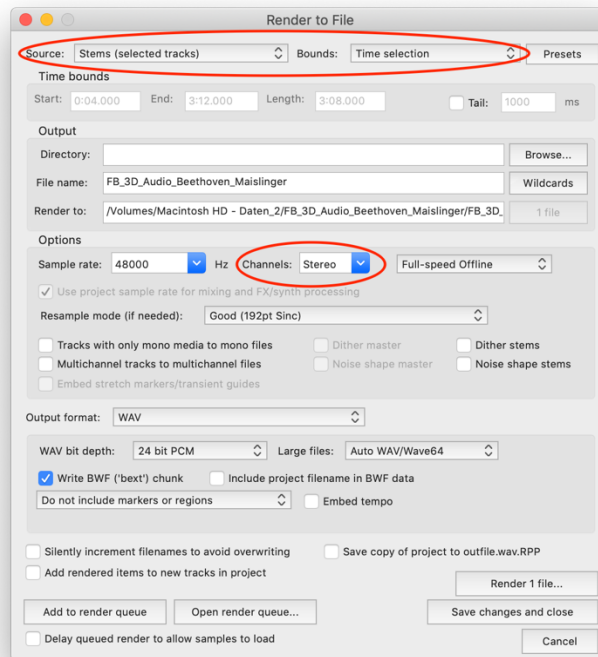 Render to File
Source: Stems (selected tracks) Bounds: Time selection Presets
Time bounds
Start: 0:04.000 End: 3:12.000 Length: 3:08.000 Tail: 1000 ms
Output
Directory: Browse...
File name: FB_3D_Audio_Beethoven_Maislinger Wildcards
Render to: /Volumes/Macintosh HD - Daten_2/FB_3D_Audio_Beethoven_Maislinger/FB_3D_ 1 file
Options
Sample rate: 48000 Hz Channels: Stereo Full-speed Offline
Use project sample rate for mixing and FX/synth processing
Resample mode (if needed): Good (192pt Sinc)
Tracks with only mono media to mono files Dither master Dither stems
Multichannel tracks to multichannel files Noise shape master Noise shape stems
Embed stretch markers/transient guides
Output format: WAV
WAV bit depth: 24 bit PCM Large files: Auto WAV/Wave64
Write BWF ('bext') chunk Include project filename in BWF data
Do not include markers or regions Embed tempo
Silently increment filenames to avoid overwriting Save copy of project to outfile.wav.RPP
Add rendered items to new tracks in project
Render 1 file...
Add to render queue Open render queue... Save changes and close
Delay queued render to allow samples to load Cancel